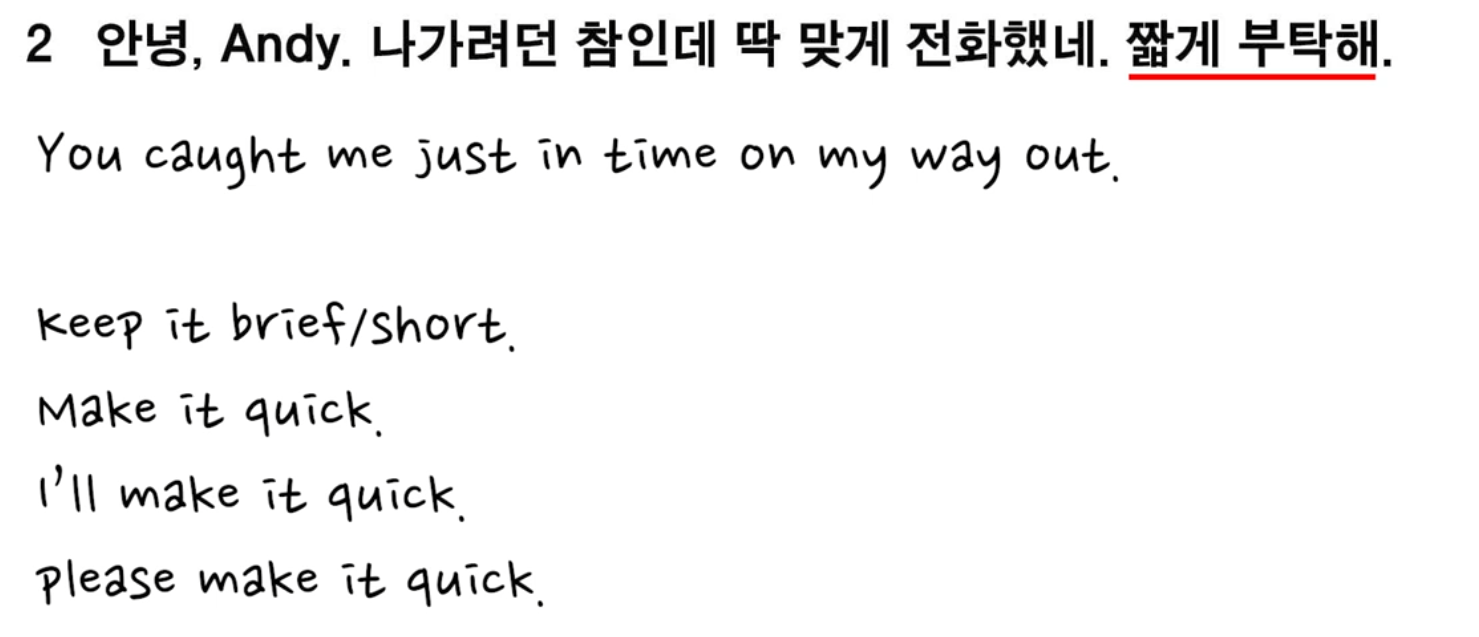 2 안녕, Andy. 나가려던 참인데 딱 맞게 전화했네. 짧게 부탁해.
You caught me just in time on my way out.
Keep it brief/short.
Make it quick.
I'll make it quick.
Please make it quick.